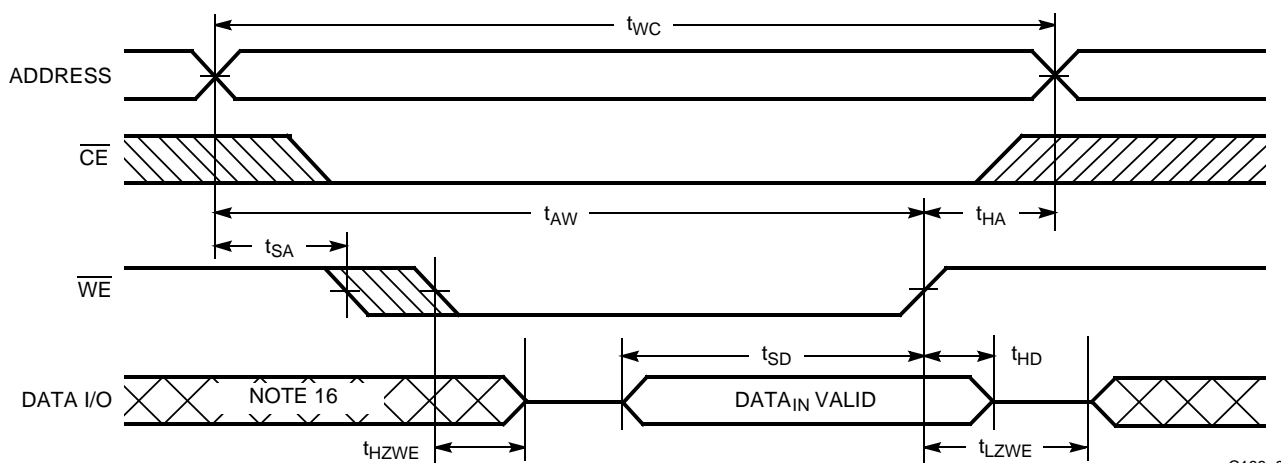 tWC
ADDRESS
CE
tAW
tHA
tSA
WE
tSD
tHD
DATA I/O
NOTE 16
DATAIN VALID
tHZWE
tLZWE